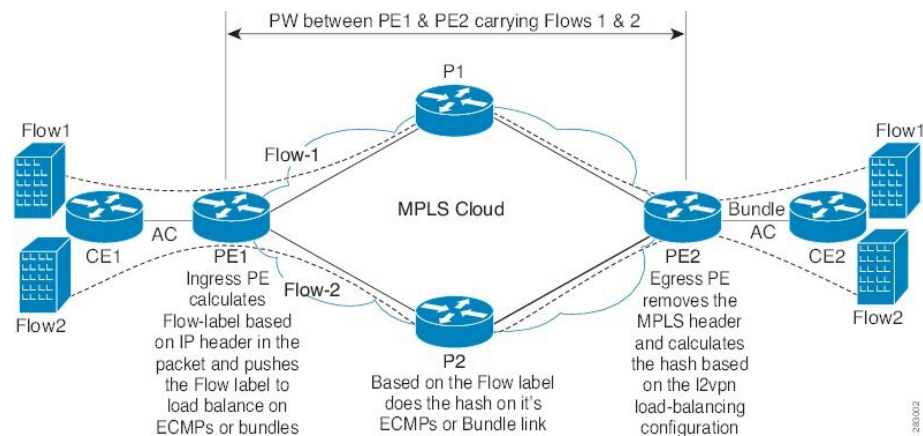 PW between PE1 & PE2 carrying Flows 1 & 2
P1
Flow1
Flow1
Flow-1
MPLS Cloud
Bundle
AC
AC
CE1
PE1
PE2
CE2
Flow2
Flow2
Flow-2
Ingress PE
calculates
Flow-label based
on IP header in the
packet and pushes
the Flow label to
load balance on
ECMPs or bundles
P2
Based on the Flow label
does the hash on it's
ECMPs or Bundle link
Egress PE
removes the
MPLS header
and calculates
the hash based
on the l2vpn
load-balancing
configuration
283002